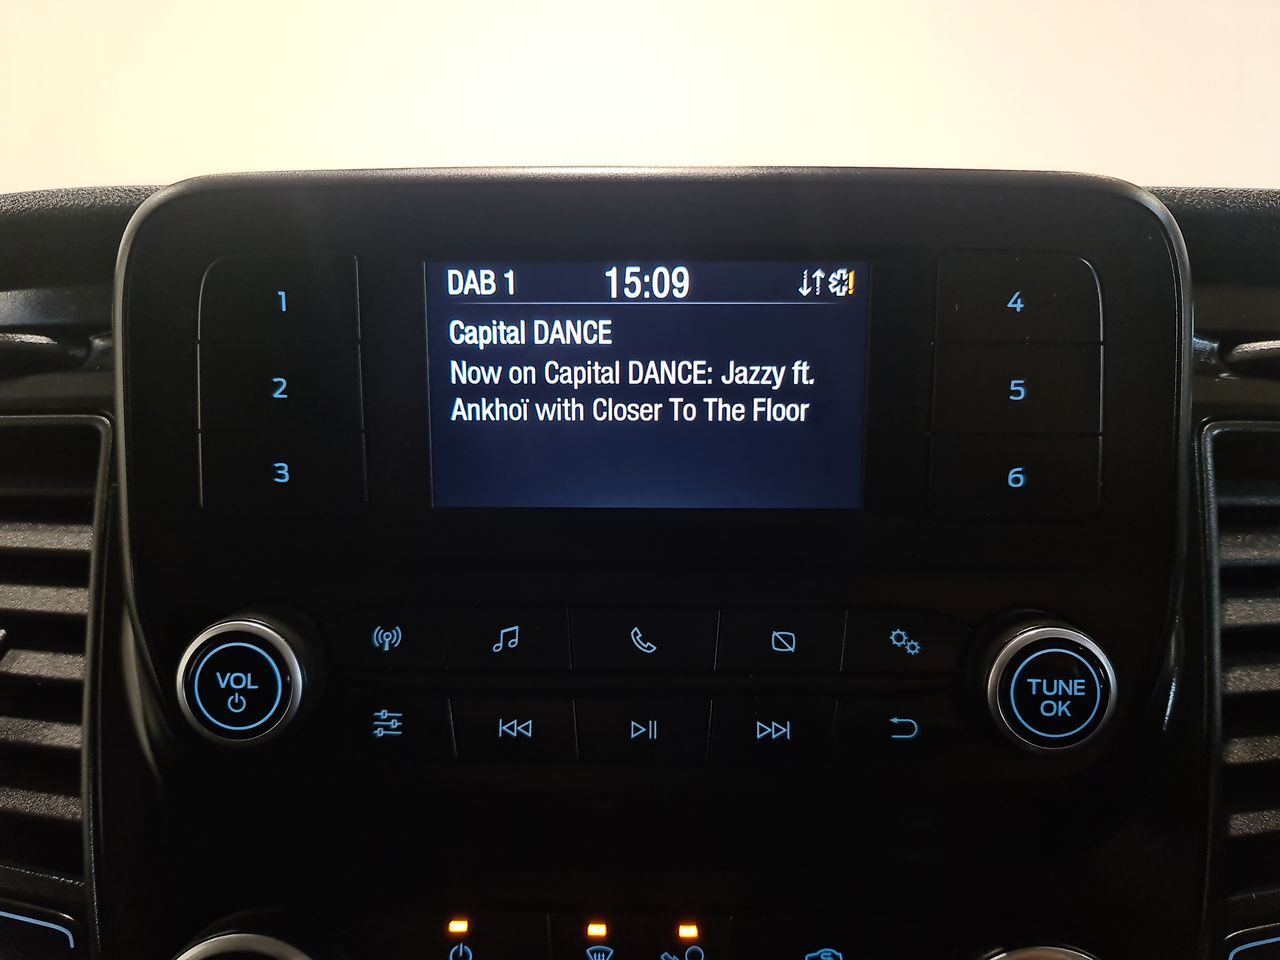 DAB 1 15:09
Capital DANCE
Now on Capital DANCE: Jazzy ft.
Ankhoï with Closer To The Floor
1
2
3
4
5
6
VOL
TUNE
OK